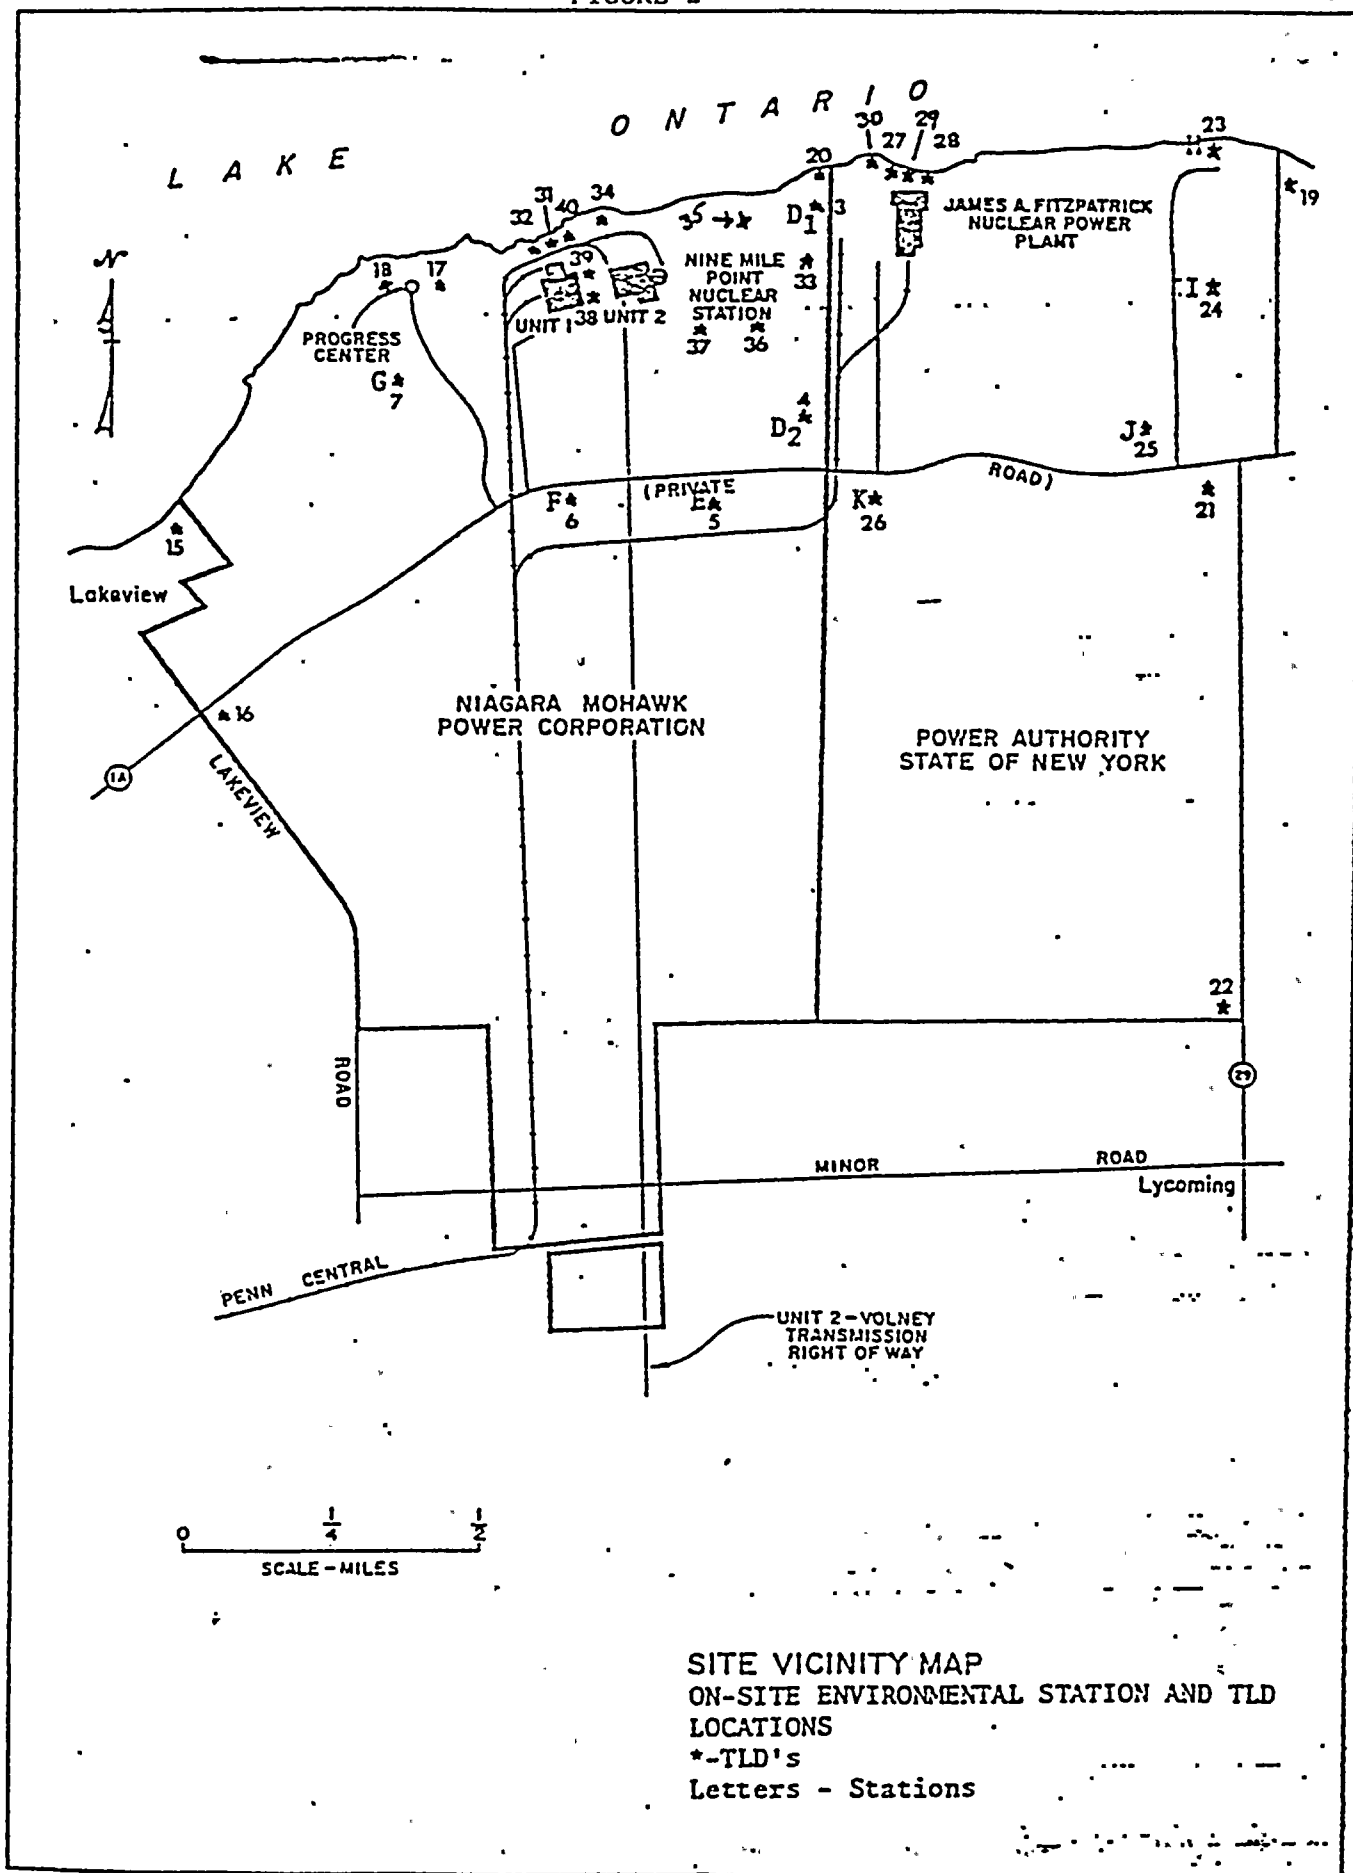 LAKE ONTARIO
30
29
27
28
23
20
19
31
40
34
32
35
D1 3
JAMES A. FITZPATRICK
NUCLEAR POWER
PLANT
N
18
17
39
NINE MILE
POINT
NUCLEAR
STATION
33
I
24
UNIT 1
38
UNIT 2
37
36
PROGRESS
CENTER
G
7
4
D2
J
25
(PRIVATE
ROAD)
F
6
E
5
K
26
21
15
Lakeview
16
NIAGARA MOHAWK
POWER CORPORATION
POWER AUTHORITY
STATE OF NEW YORK
1A
LAKEVIEW
ROAD
22
29
MINOR ROAD
Lycoming
PENN CENTRAL
UNIT 2-VOLNEY
TRANSMISSION
RIGHT OF WAY
0 1/4 1/2
SCALE-MILES
SITE VICINITY MAP
ON-SITE ENVIRONMENTAL STATION AND TLD
LOCATIONS
*-TLD's
Letters - Stations